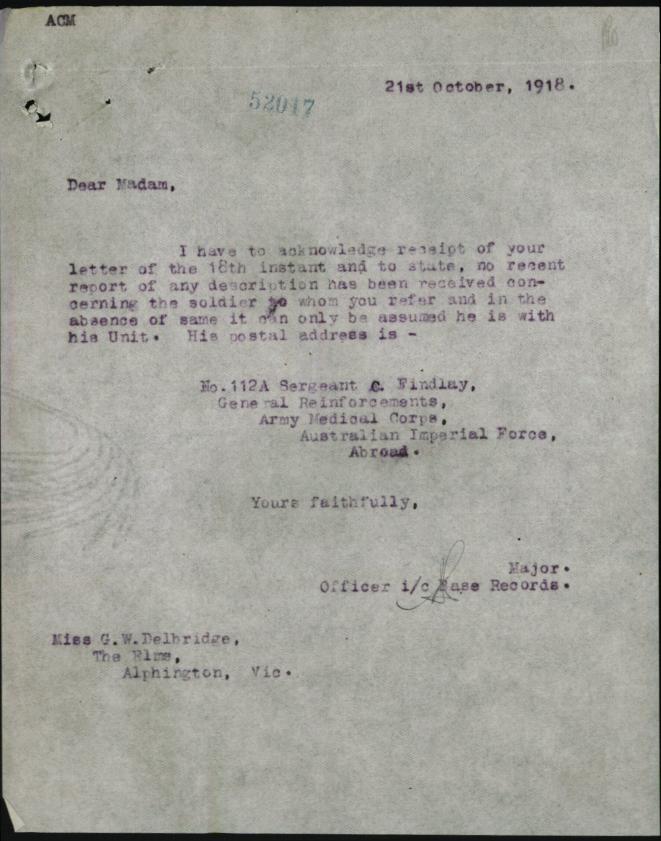 ACM
21st October, 1918.
52017
Dear Madam,
I have to acknowledge receipt of your
letter of the 18th instant and to state, no recent
report of any description has been received con-
cerning the soldier to whom you refer and in the
absence of same it can only be assumed he is with
his Unit. His postal address is -
No.112A Sergeant C. Findlay,
General Reinforcements,
Army Medical Corps,
Australian Imperial Force,
Abroad.
Yours faithfully,
Major.
Officer i/c Base Records.
Miss G.W.Delbridge,
The Elms,
Alphington, Vic.